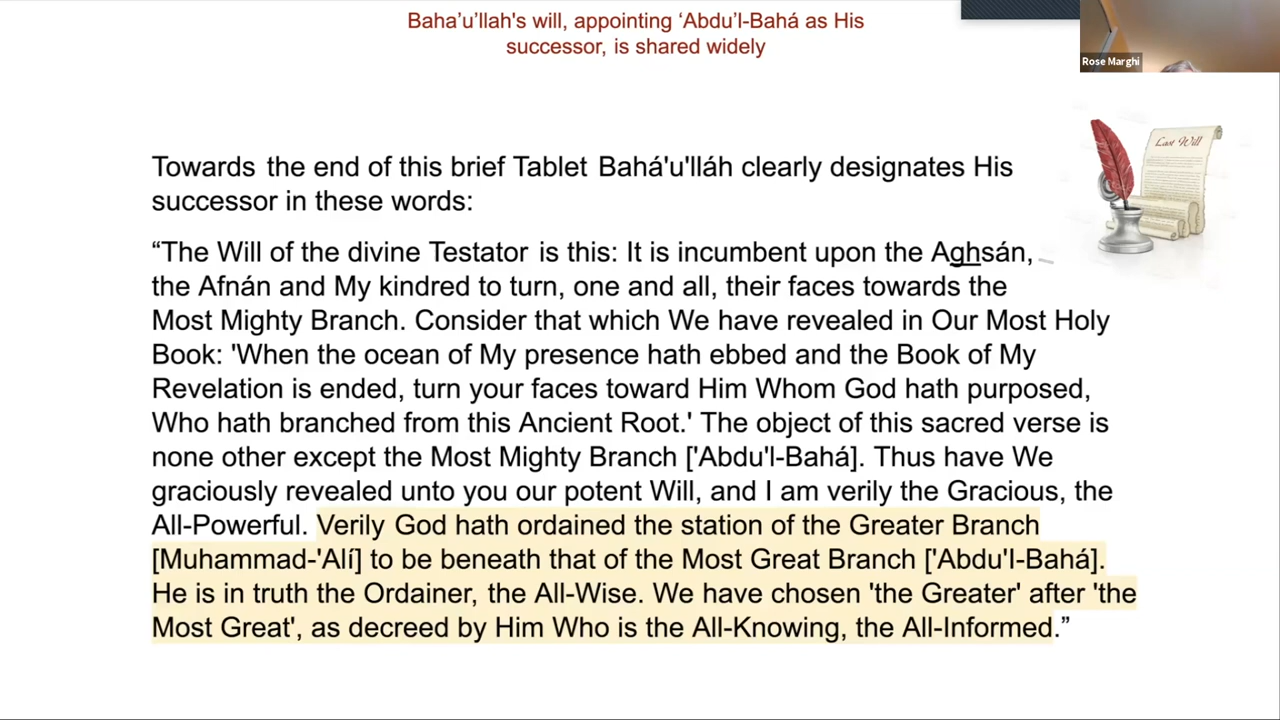 Baha’u’llah's will, appointing ‘Abdu’l-Bahá as His
successor, is shared widely
Rose Marghi
Last Will
Towards the end of this brief Tablet Bahá'u'lláh clearly designates His
successor in these words:
“The Will of the divine Testator is this: It is incumbent upon the Aghsán,
the Afnán and My kindred to turn, one and all, their faces towards the
Most Mighty Branch. Consider that which We have revealed in Our Most Holy
Book: 'When the ocean of My presence hath ebbed and the Book of My
Revelation is ended, turn your faces toward Him Whom God hath purposed,
Who hath branched from this Ancient Root.' The object of this sacred verse is
none other except the Most Mighty Branch ['Abdu'l-Bahá]. Thus have We
graciously revealed unto you our potent Will, and I am verily the Gracious, the
All-Powerful. Verily God hath ordained the station of the Greater Branch
[Muhammad-'Alí] to be beneath that of the Most Great Branch ['Abdu'l-Bahá].
He is in truth the Ordainer, the All-Wise. We have chosen 'the Greater' after 'the
Most Great', as decreed by Him Who is the All-Knowing, the All-Informed.”